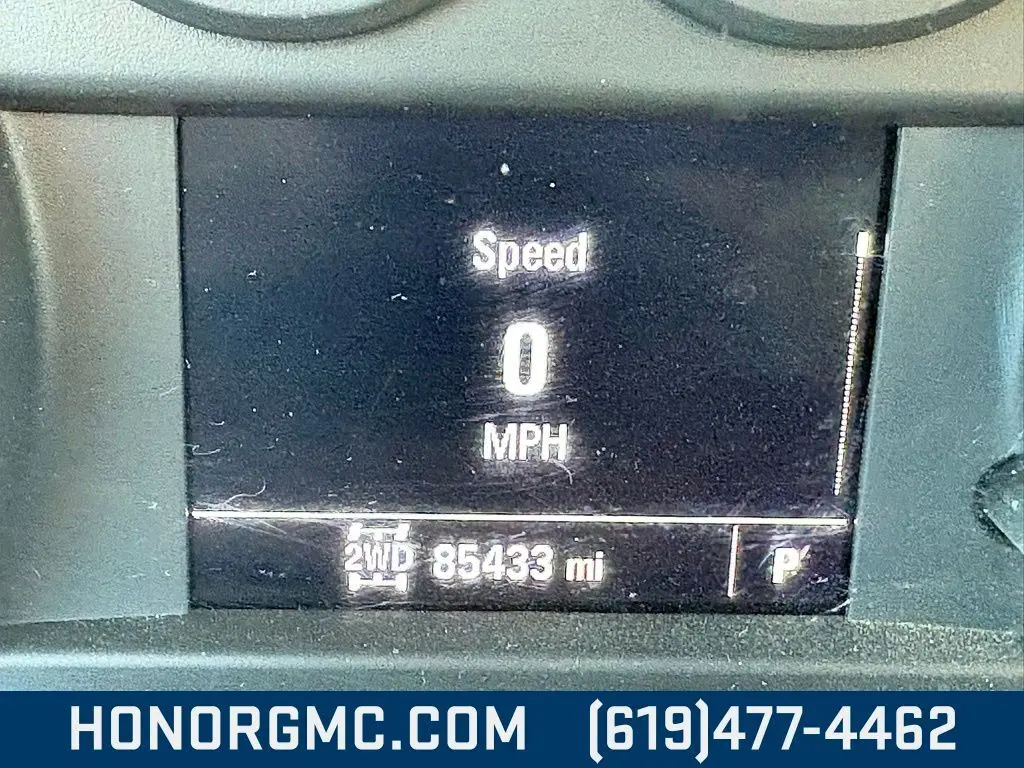 Speed
0
MPH
2WD 85433 mi P
HONORGMC.COM (619)477-4462